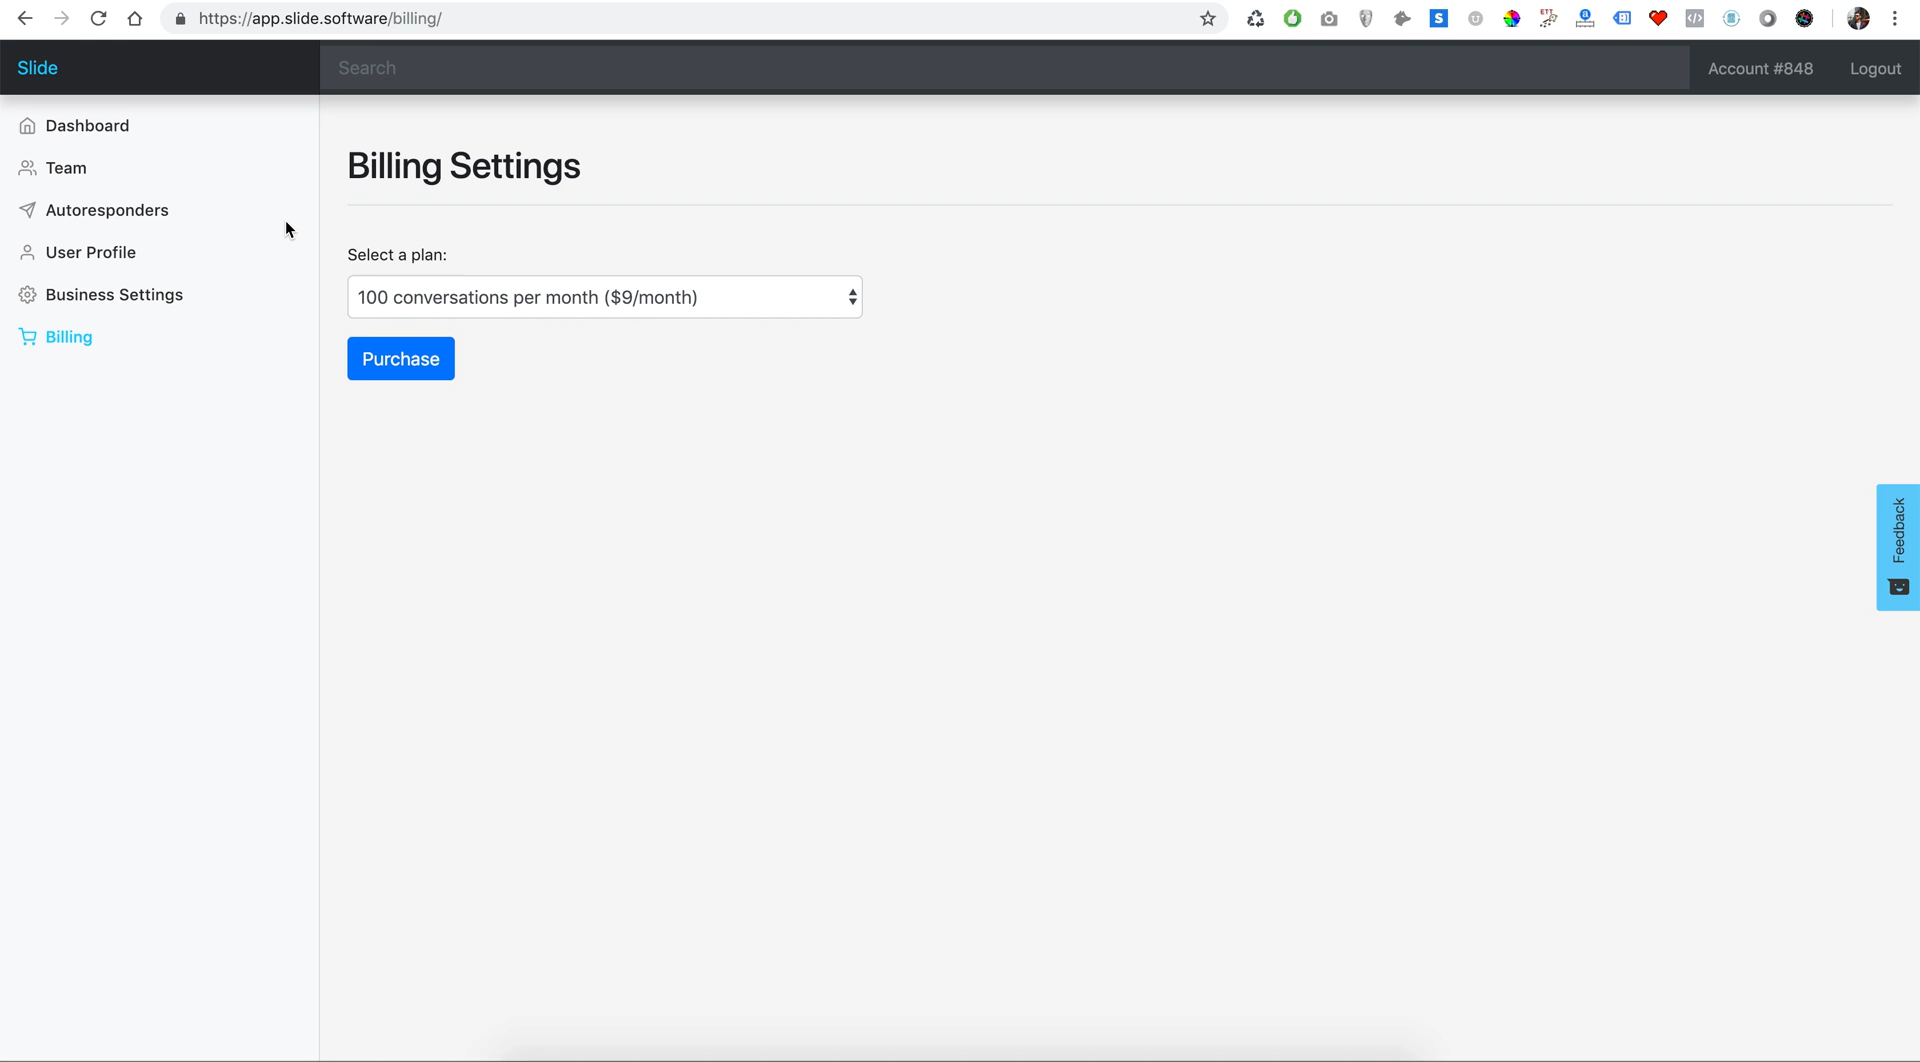 https://app.slide.software/billing/
Slide
Search
Account #848
Logout
Dashboard
Team
Autoresponders
User Profile
Business Settings
Billing
Billing Settings
Select a plan:
100 conversations per month ($9/month)
Purchase
Feedback